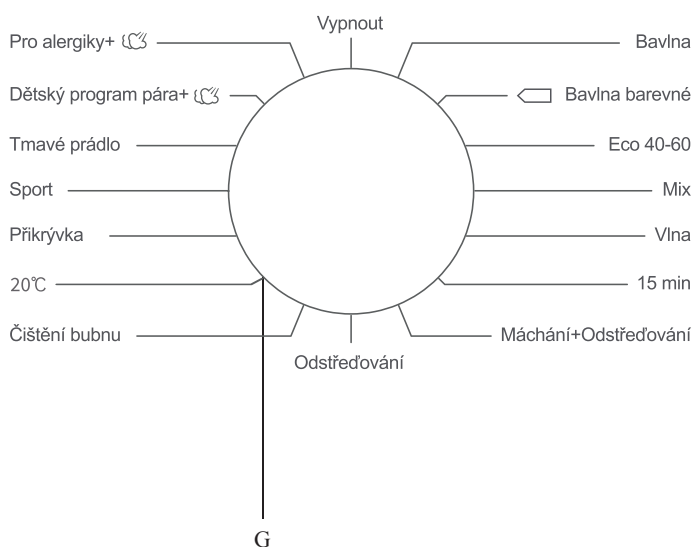 Vypnout
Pro alergiky+
Bavlna
Dětský program pára+
Bavlna barevné
Tmavé prádlo
Eco 40-60
Sport
Mix
Přikrývka
Vlna
20℃
15 min
Čištění bubnu
Máchání+Odstřeďování
Odstřeďování
G